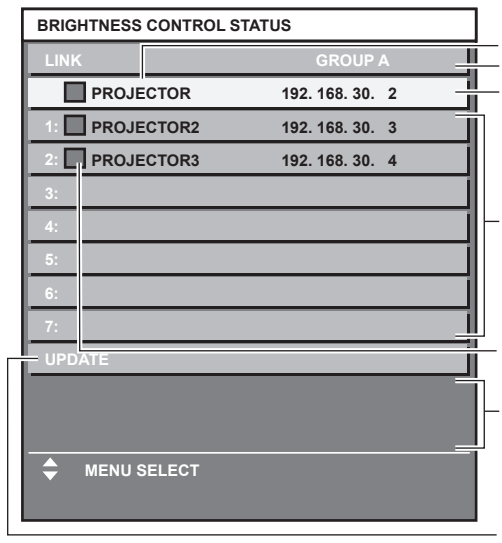 BRIGHTNESS CONTROL STATUS
LINK GROUP A
PROJECTOR 192. 168. 30. 2
1: PROJECTOR2 192. 168. 30. 3
2: PROJECTOR3 192. 168. 30. 4
3:
4:
5:
6:
7:
UPDATE
MENU SELECT